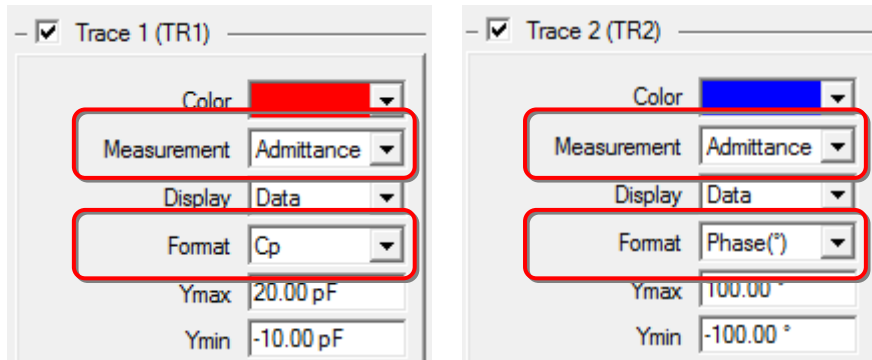 Trace 1 (TR1)
Color
Measurement Admittance
Display Data
Format Cp
Ymax 20.00 pF
Ymin -10.00 pF
Trace 2 (TR2)
Color
Measurement Admittance
Display Data
Format Phase(°)
Ymax 100.00 °
Ymin -100.00 °